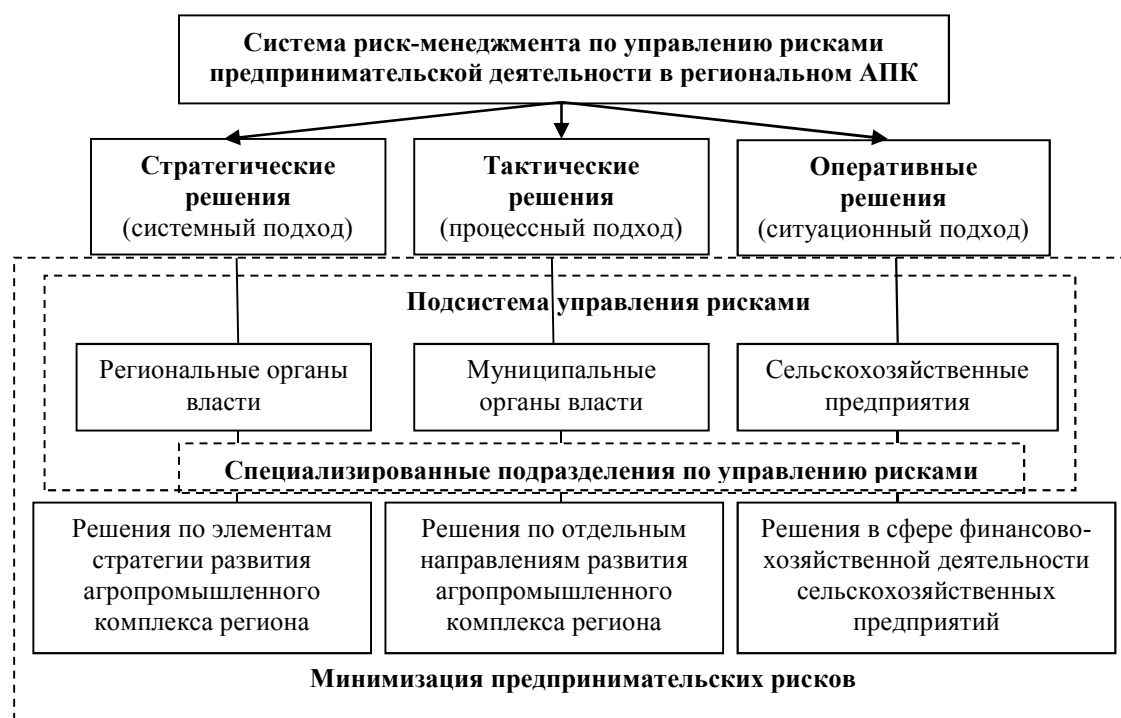 Система риск-менеджмента по управлению рисками
предпринимательской деятельности в региональном АПК
Стратегические
решения
(системный подход)
Тактические
решения
(процессный подход)
Оперативные
решения
(ситуационный подход)
Подсистема управления рисками
Региональные органы
власти
Муниципальные
органы власти
Сельскохозяйственные
предприятия
Специализированные подразделения по управлению рисками
Решения по элементам
стратегии развития
агропромышленного
комплекса региона
Решения по отдельным
направлениям развития
агропромышленного
комплекса региона
Решения в сфере финансово-
хозяйственной деятельности
сельскохозяйственных
предприятий
Минимизация предпринимательских рисков